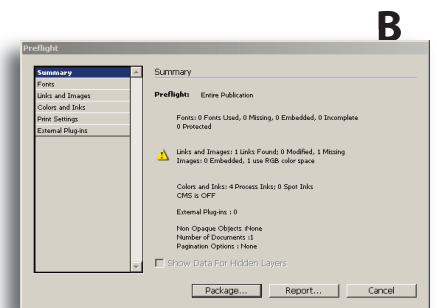 B
Preflight
Summary
Fonts
Links and Images
Colors and Inks
Print Settings
External Plug-ins
Summary
Preflight: Entire Publication
Fonts: 0 Fonts Used, 0 Missing, 0 Embedded, 0 Incomplete
0 Protected
Links and Images: 1 Links Found; 0 Modified, 1 Missing
Images: 0 Embedded, 1 use RGB color space
Colors and Inks: 4 Process Inks; 0 Spot Inks
CMS is OFF
External Plug-ins : 0
Non Opaque Objects :None
Number of Documents :1
Pagination Options : None
Show Data For Hidden Layers
Package... Report... Cancel